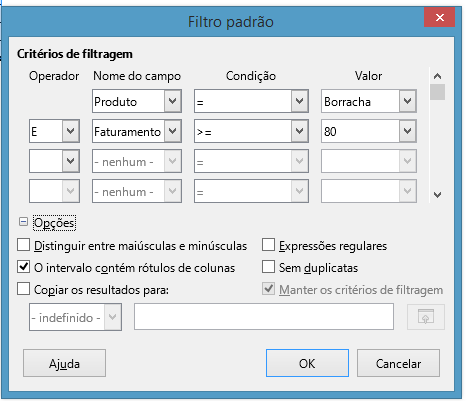 Filtro padrão
Critérios de filtragem
Operador Nome do campo Condição Valor
Produto = Borracha
E Faturamento >= 80
- nenhum - =
- nenhum - =
Opções
Distinguir entre maiúsculas e minúsculas Expressões regulares
O intervalo contém rótulos de colunas Sem duplicatas
Copiar os resultados para: Manter os critérios de filtragem
- indefinido -
Ajuda OK Cancelar